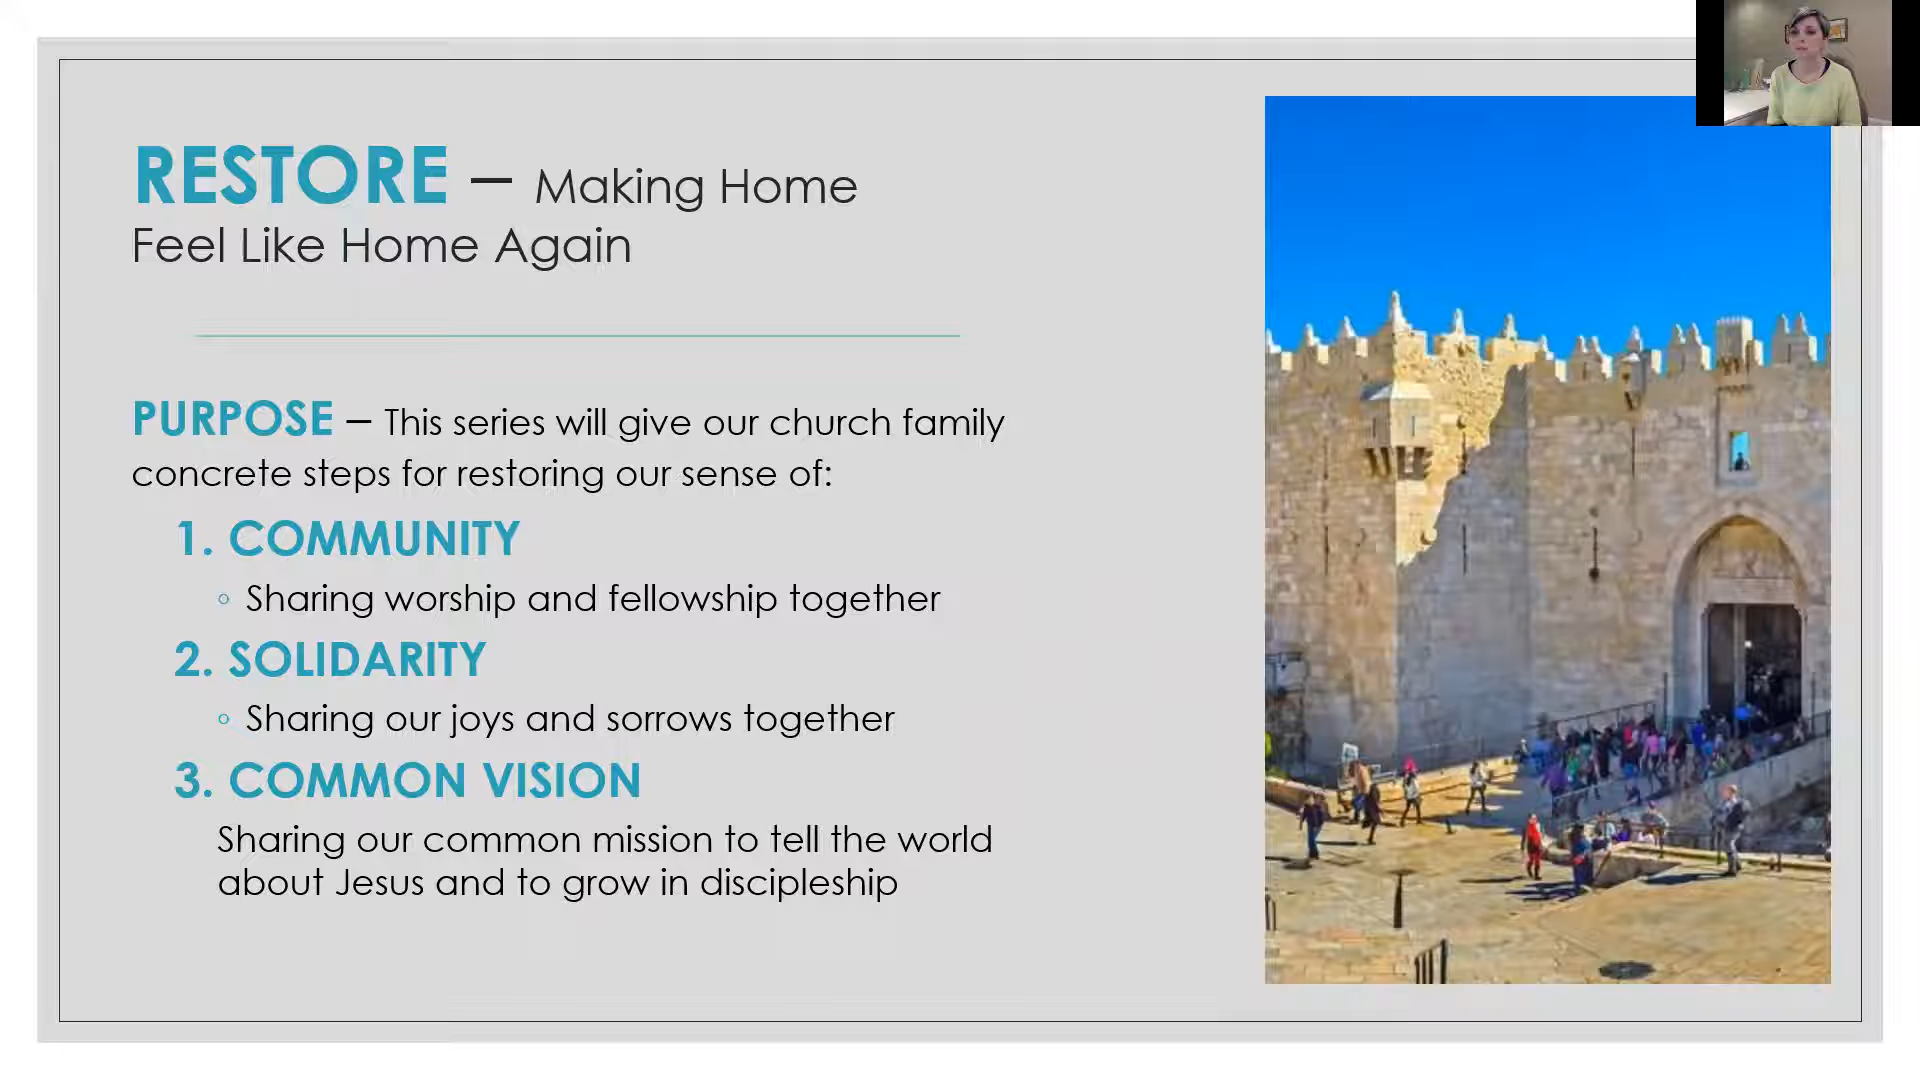 RESTORE – Making Home
Feel Like Home Again
PURPOSE – This series will give our church family
concrete steps for restoring our sense of:
1. COMMUNITY
◦ Sharing worship and fellowship together
2. SOLIDARITY
◦ Sharing our joys and sorrows together
3. COMMON VISION
Sharing our common mission to tell the world
about Jesus and to grow in discipleship